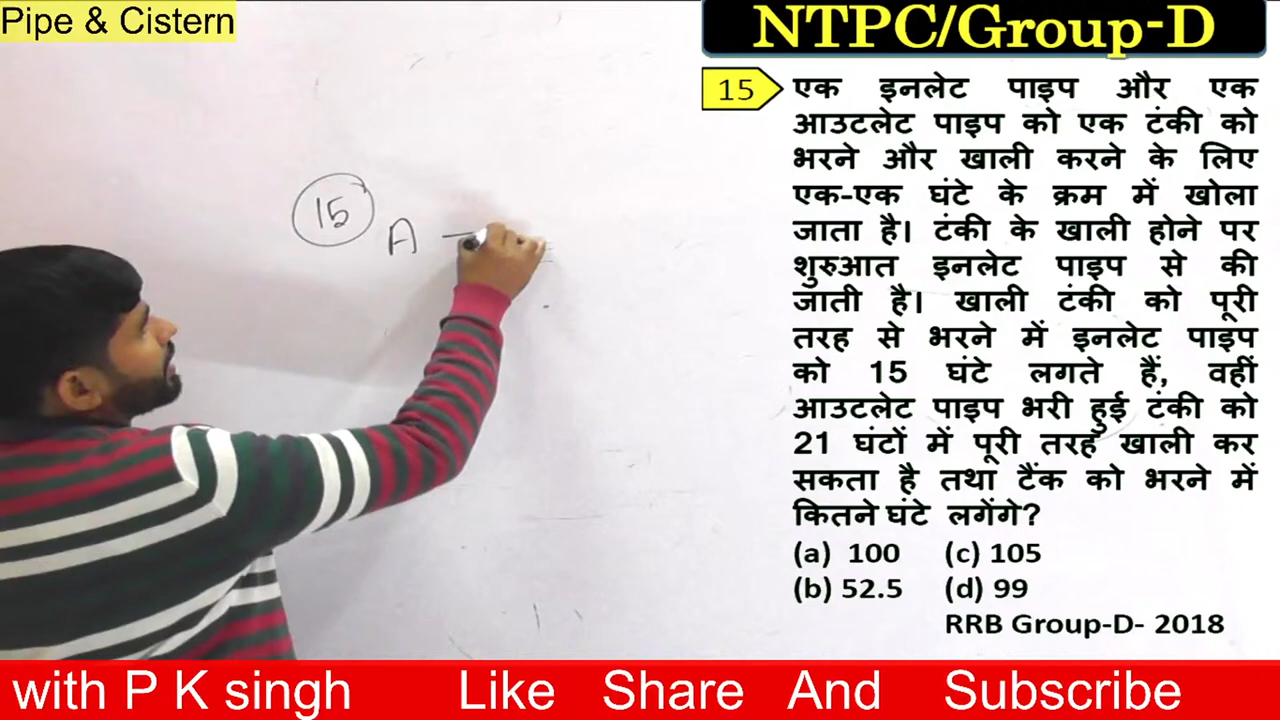 Pipe & Cistern
NTPC/Group-D
15
एक इनलेट पाइप और एक
आउटलेट पाइप को एक टंकी को
भरने और खाली करने के लिए
एक-एक घंटे के क्रम में खोला
जाता है। टंकी के खाली होने पर
शुरुआत इनलेट पाइप से की
जाती है। खाली टंकी को पूरी
तरह से भरने में इनलेट पाइप
को 15 घंटे लगते हैं, वहीं
आउटलेट पाइप भरी हुई टंकी को
21 घंटों में पूरी तरह खाली कर
सकता है तथा टैंक को भरने में
कितने घंटे लगेंगे?
(a) 100 (c) 105
(b) 52.5 (d) 99
RRB Group-D- 2018
15
A –
with P K singh Like Share And Subscribe